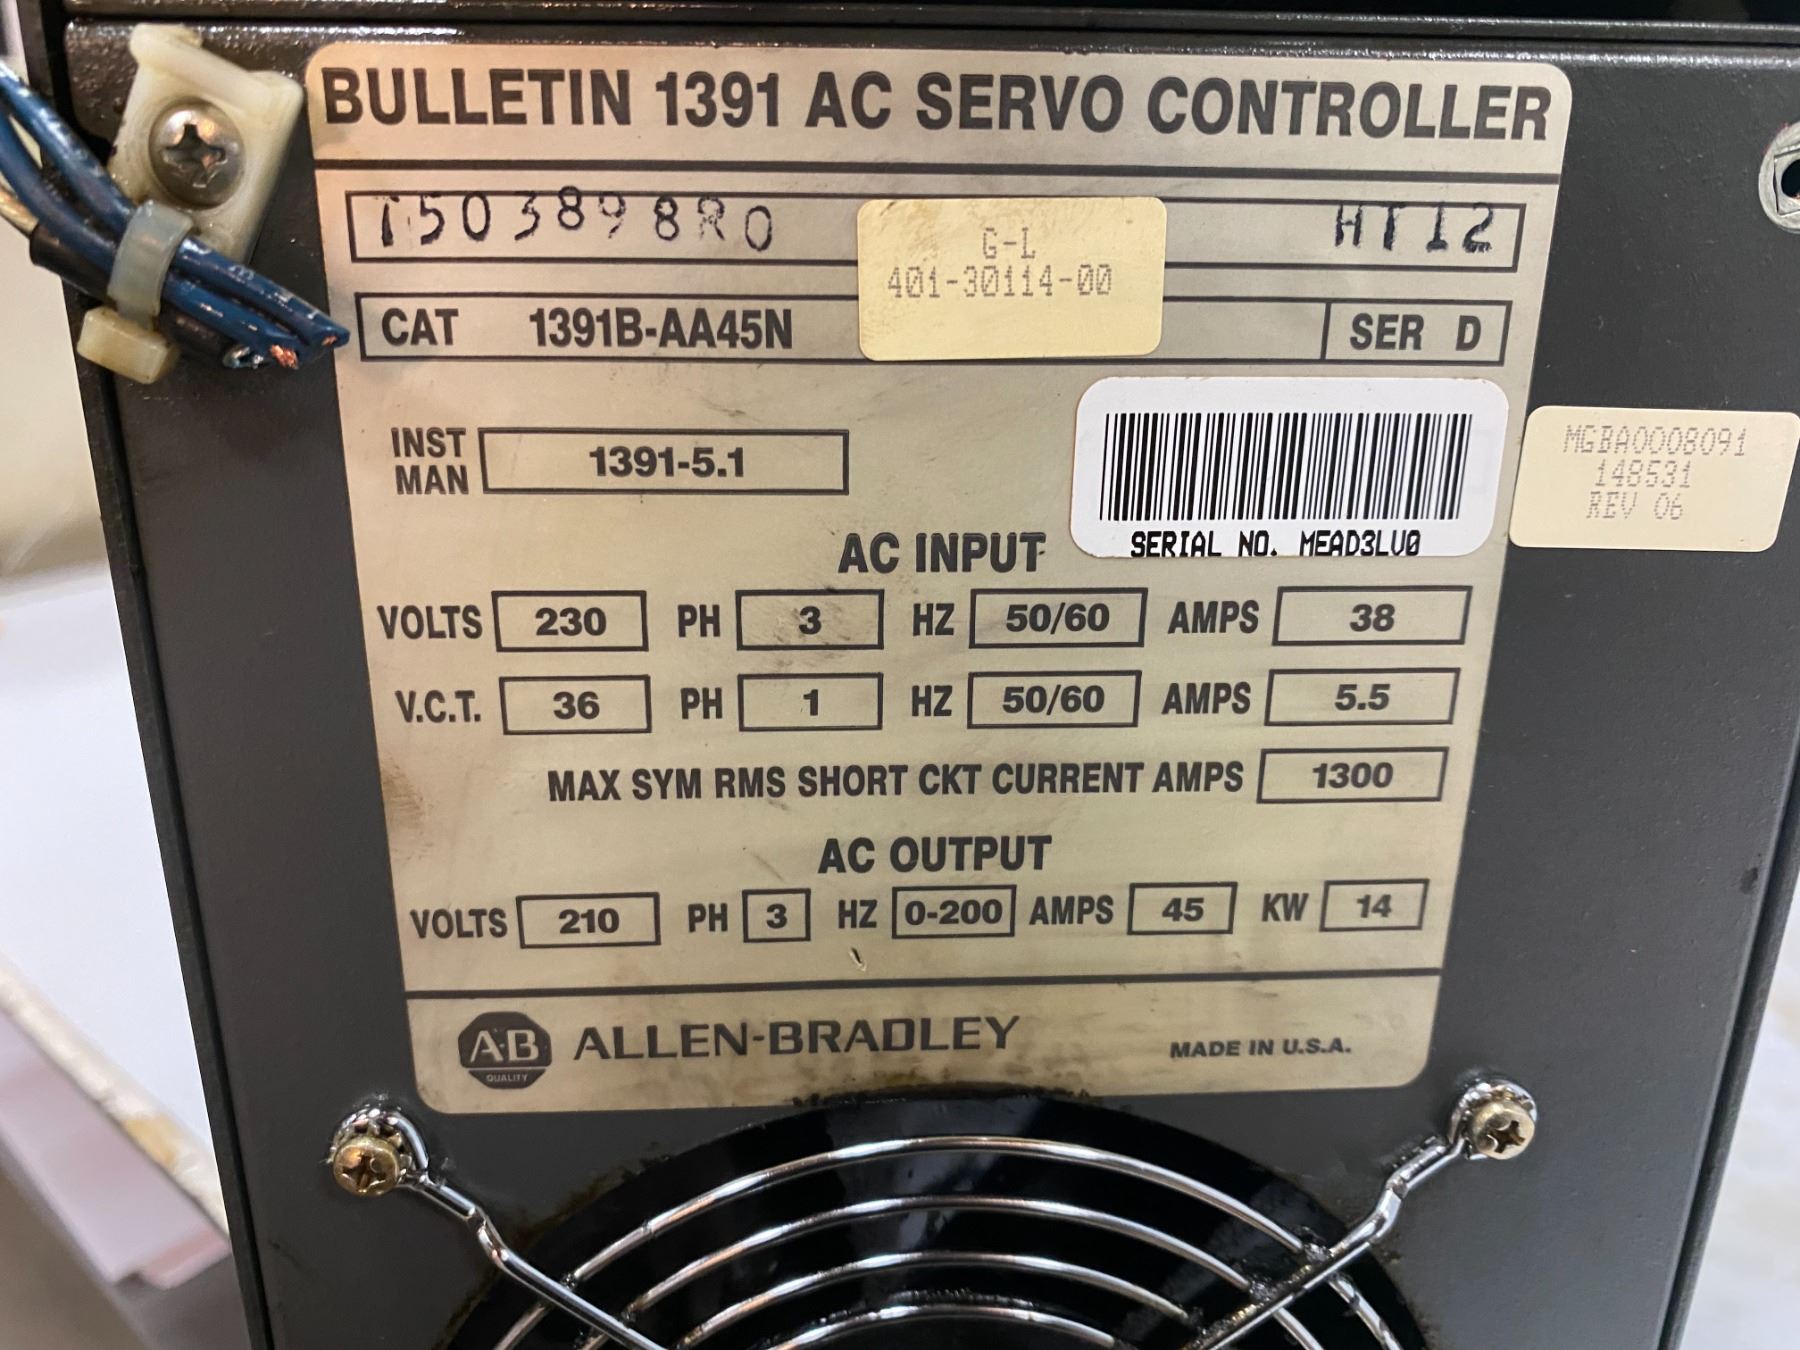 BULLETIN 1391 AC SERVO CONTROLLER
T503898R0 HT12
G-L
401-30114-00
CAT 1391B-AA45N SER D
INST MAN 1391-5.1
SERIAL NO. MEAD3LV0
MGBA0008091
148531
REV 06
AC INPUT
VOLTS 230 PH 3 HZ 50/60 AMPS 38
V.C.T. 36 PH 1 HZ 50/60 AMPS 5.5
MAX SYM RMS SHORT CKT CURRENT AMPS 1300
AC OUTPUT
VOLTS 210 PH 3 HZ 0-200 AMPS 45 KW 14
A-B QUALITY ALLEN-BRADLEY MADE IN U.S.A.